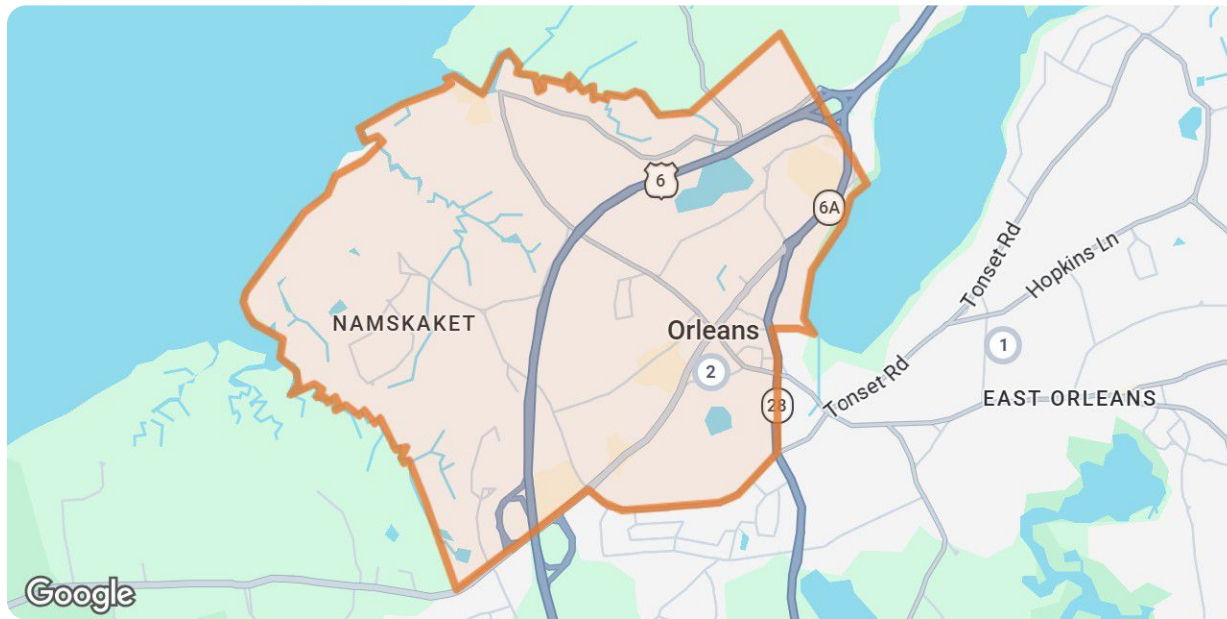 6
6A
Tonset Rd
Hopkins Ln
NAMSKAKET
Orleans
1
2
Tonset Rd
EAST ORLEANS
28
Google